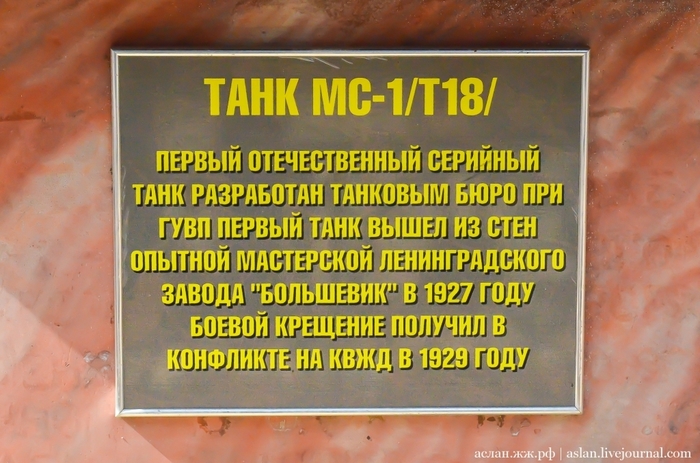 ТАНК МС-1/Т18/
ПЕРВЫЙ ОТЕЧЕСТВЕННЫЙ СЕРИЙНЫЙ
ТАНК РАЗРАБОТАН ТАНКОВЫМ БЮРО ПРИ
ГУВП ПЕРВЫЙ ТАНК ВЫШЕЛ ИЗ СТЕН
ОПЫТНОЙ МАСТЕРСКОЙ ЛЕНИНГРАДСКОГО
ЗАВОДА "БОЛЬШЕВИК" В 1927 ГОДУ
БОЕВОЙ КРЕЩЕНИЕ ПОЛУЧИЛ В
КОНФЛИКТЕ НА КВЖД В 1929 ГОДУ
аслан.жж.рф | aslan.livejournal.com